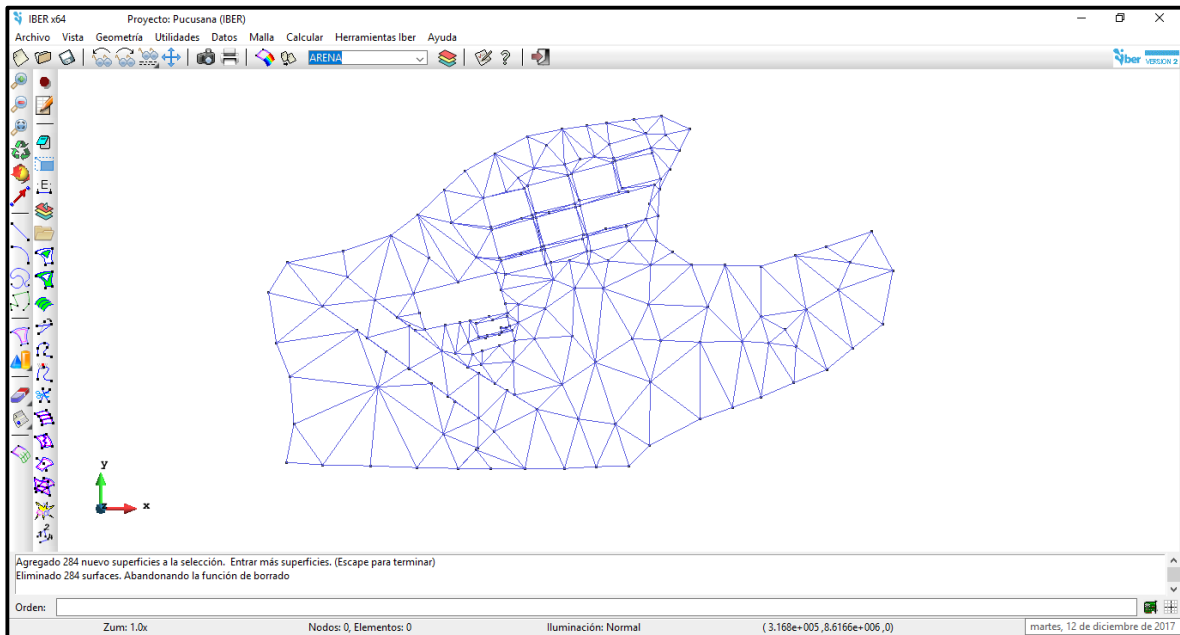 IBER x64 Proyecto: Pucusana (IBER)
Archivo Vista Geometría Utilidades Datos Malla Calcular Herramientas Iber Ayuda
ARENA
iber VERSION 2
E
y
x
z
Agregado 284 nuevo superficies a la selección. Entrar más superficies. (Escape para terminar)
Eliminado 284 surfaces. Abandonando la función de borrado
Orden:
Zum: 1.0x Nodos: 0, Elementos: 0 Iluminación: Normal ( 3.168e+005 ,8.6166e+006 ,0) martes, 12 de diciembre de 2017